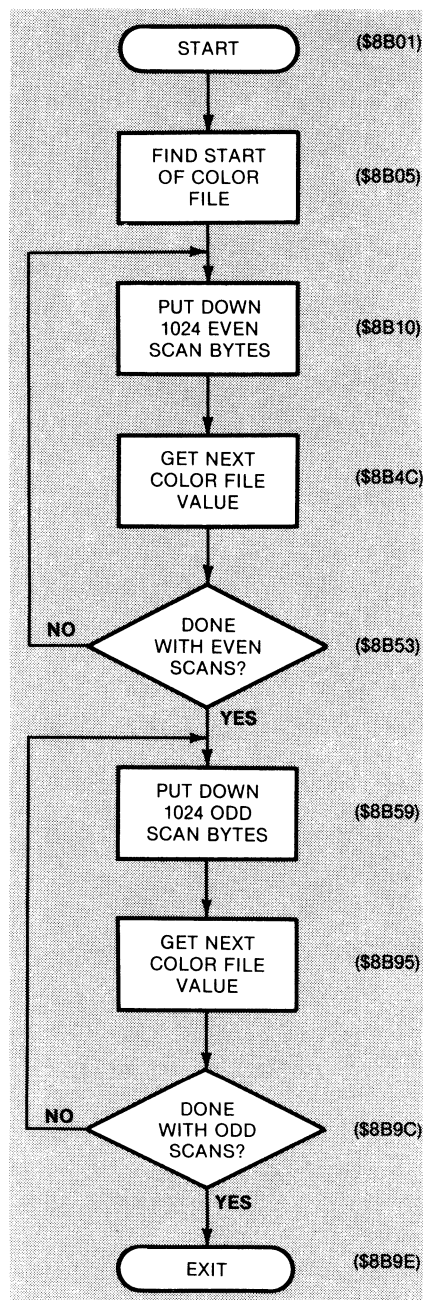 START
($8B01)
FIND START
OF COLOR
FILE
($8B05)
PUT DOWN
1024 EVEN
SCAN BYTES
($8B10)
GET NEXT
COLOR FILE
VALUE
($8B4C)
DONE
WITH EVEN
SCANS?
($8B53)
NO
YES
PUT DOWN
1024 ODD
SCAN BYTES
($8B59)
GET NEXT
COLOR FILE
VALUE
($8B95)
DONE
WITH ODD
SCANS?
($8B9C)
NO
YES
EXIT
($8B9E)